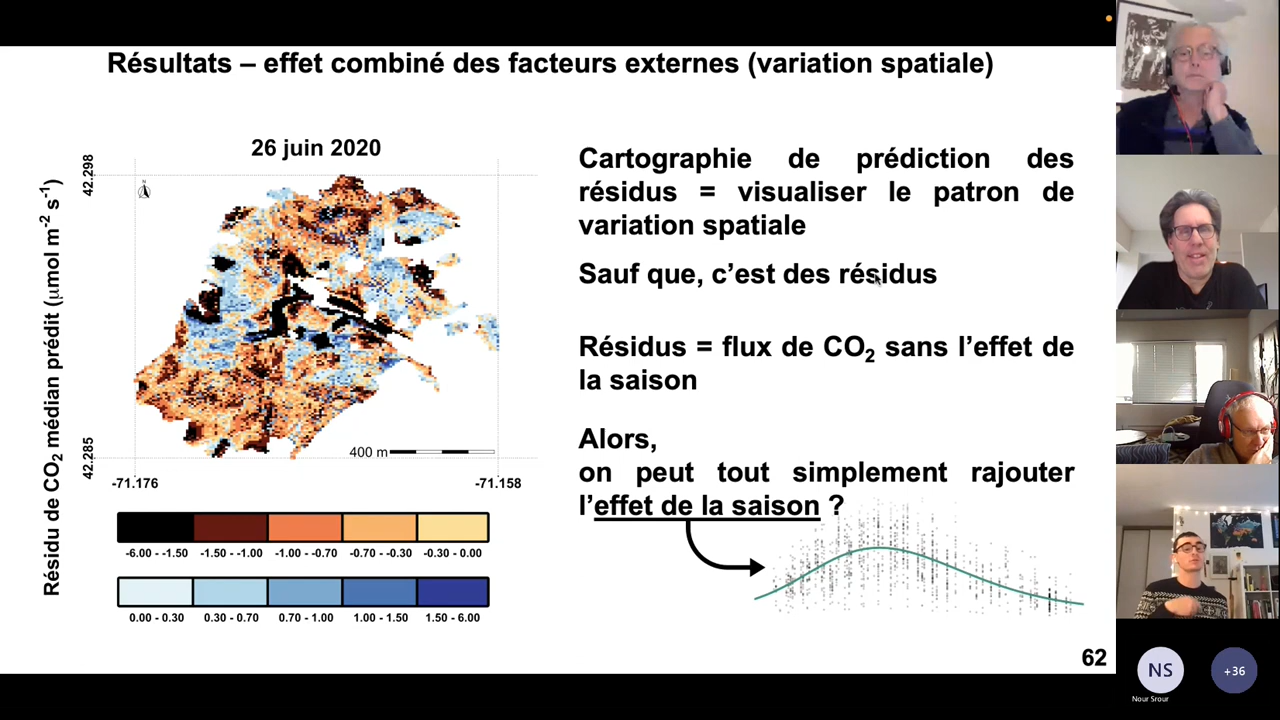 Résultats – effet combiné des facteurs externes (variation spatiale)
26 juin 2020
42.298
42.285
Résidu de CO2 médian prédit (µmol m-2 s-1)
N
400 m
-71.176
-71.158
-6.00 - -1.50
-1.50 - -1.00
-1.00 - -0.70
-0.70 - -0.30
-0.30 - 0.00
0.00 - 0.30
0.30 - 0.70
0.70 - 1.00
1.00 - 1.50
1.50 - 6.00
Cartographie de prédiction des
résidus = visualiser le patron de
variation spatiale
Sauf que, c’est des résidus
Résidus = flux de CO2 sans l’effet de
la saison
Alors,
on peut tout simplement rajouter
l’effet de la saison ?
62
NS
Nour Srour
+36